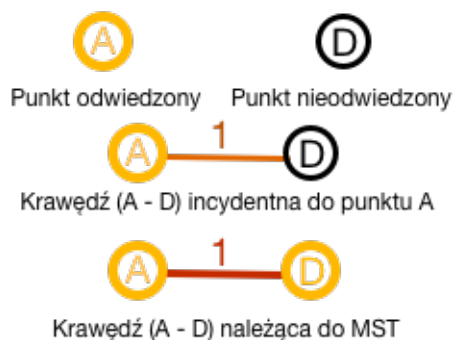 A D
Punkt odwiedzony Punkt nieodwiedzony
A 1 D
Krawędź (A - D) incydentna do punktu A
A 1 D
Krawędź (A - D) należąca do MST